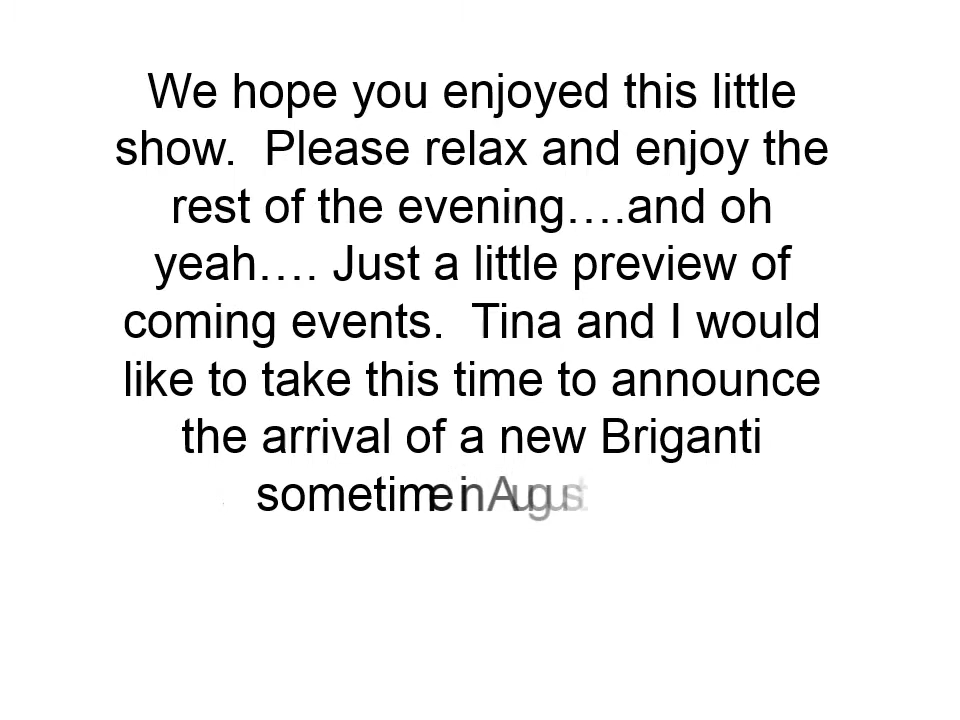 We hope you enjoyed this little
show.  Please relax and enjoy the
rest of the evening….and oh
yeah…. Just a little preview of
coming events.  Tina and I would
like to take this time to announce
the arrival of a new Briganti
sometime in August